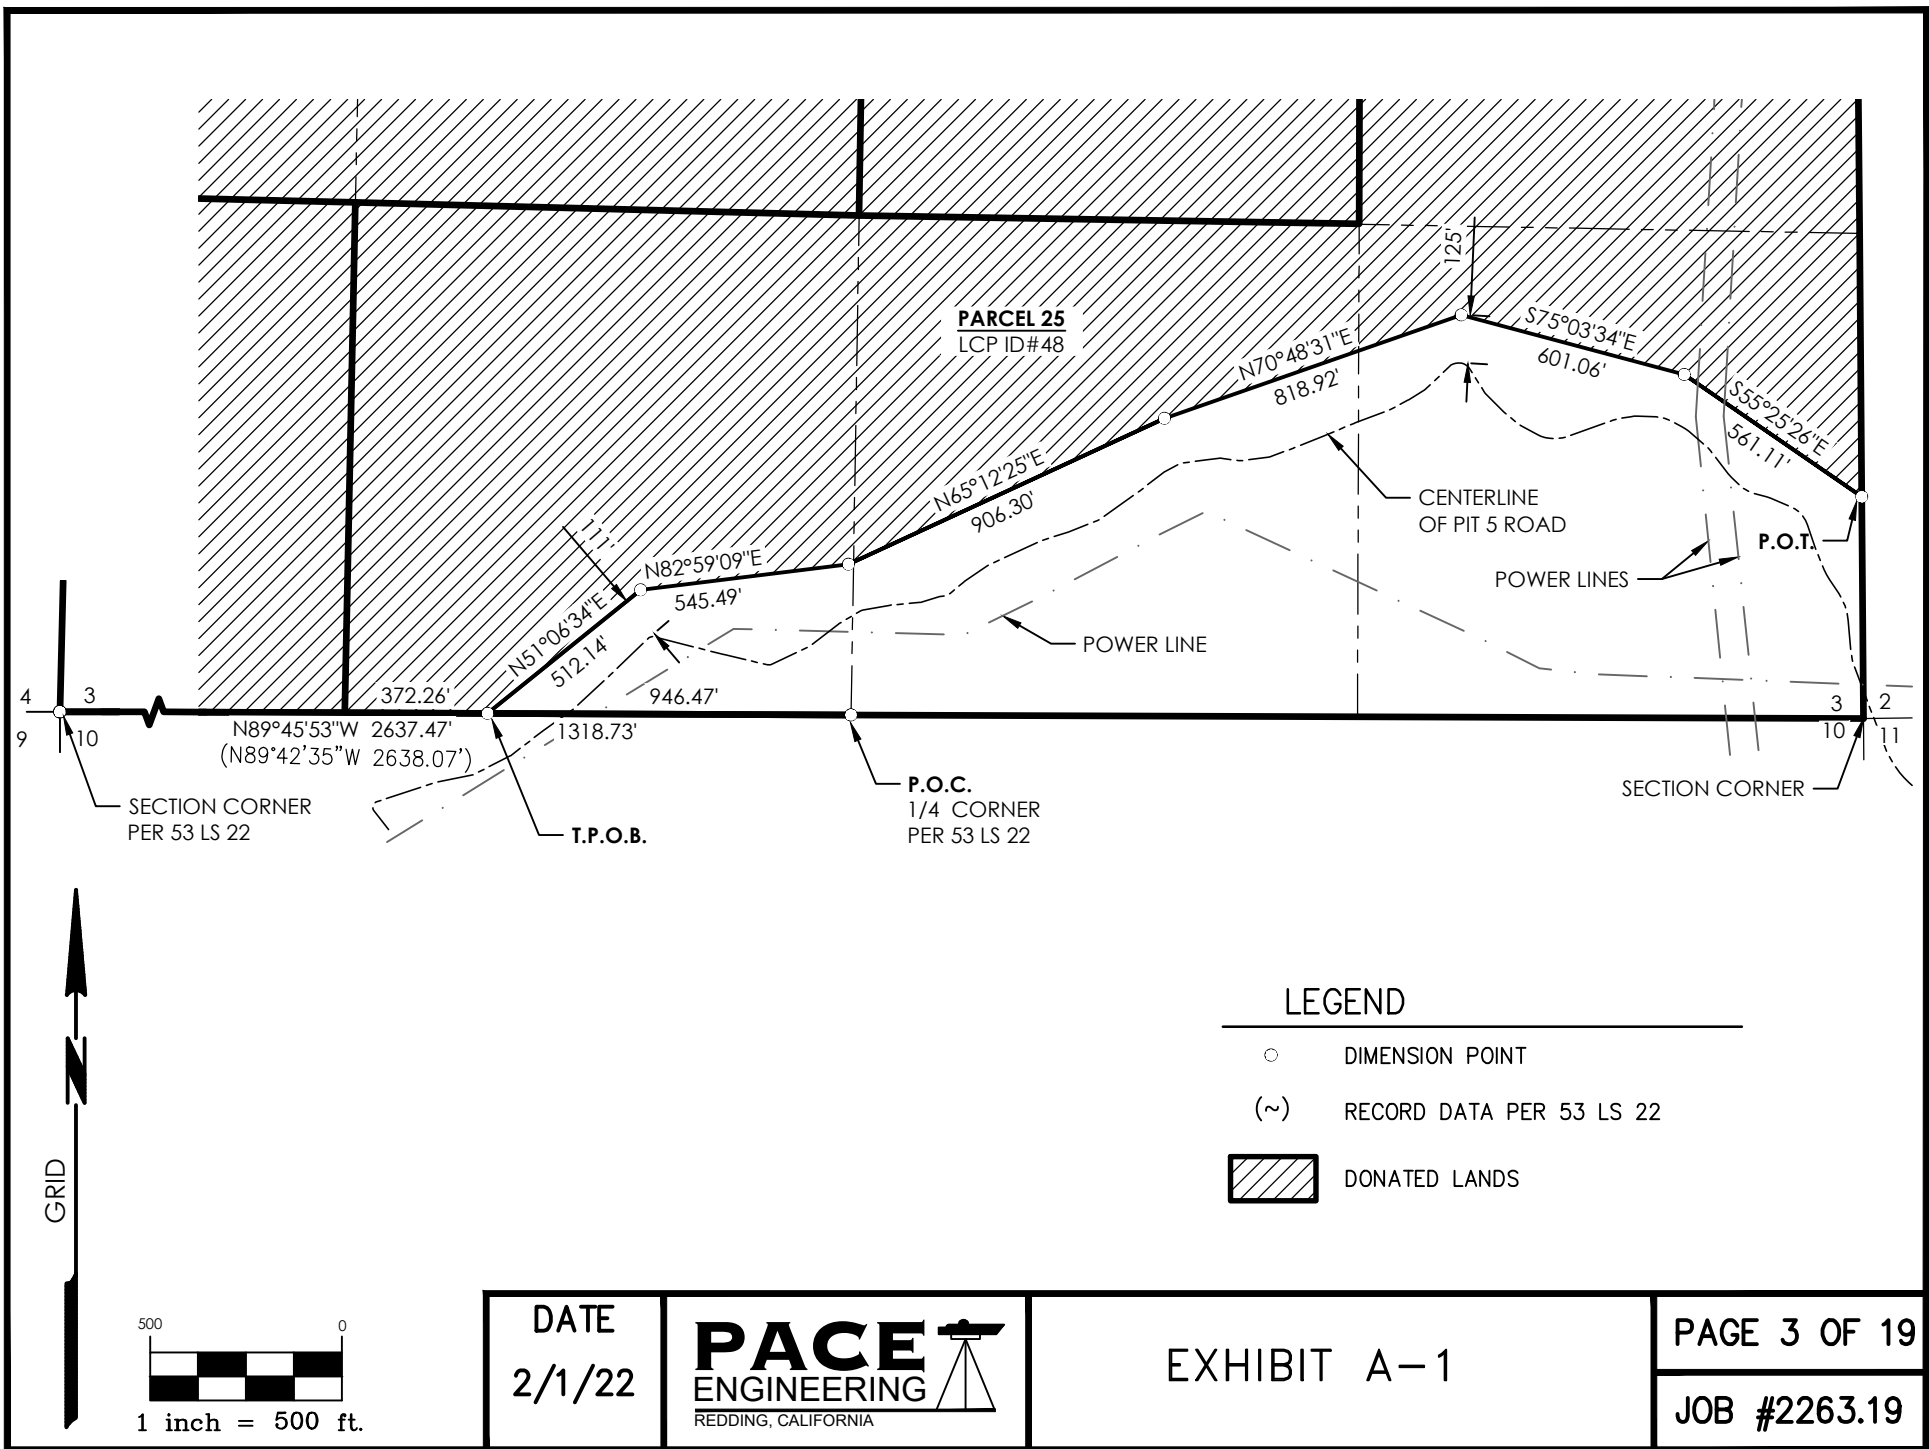 125'
PARCEL 25
LCP ID#48
N70°48'31"E
818.92'
S75°03'34"E
601.06'
S55°25'26"E
561.11'
N65°12'25"E
906.30'
CENTERLINE
OF PIT 5 ROAD
P.O.T.
POWER LINES
N82°59'09"E
545.49'
N51°06'34"E
512.14'
POWER LINE
4 3
9 10
372.26'
946.47'
N89°45'53"W 2637.47'
(N89°42'35"W 2638.07')
1318.73'
3 2
10 11
SECTION CORNER
PER 53 LS 22
T.P.O.B.
P.O.C.
1/4 CORNER
PER 53 LS 22
SECTION CORNER
N
GRID
LEGEND
DIMENSION POINT
(~) RECORD DATA PER 53 LS 22
DONATED LANDS
500 0
1 inch = 500 ft.
DATE
2/1/22
PACE
ENGINEERING
REDDING, CALIFORNIA
EXHIBIT A-1
PAGE 3 OF 19
JOB #2263.19